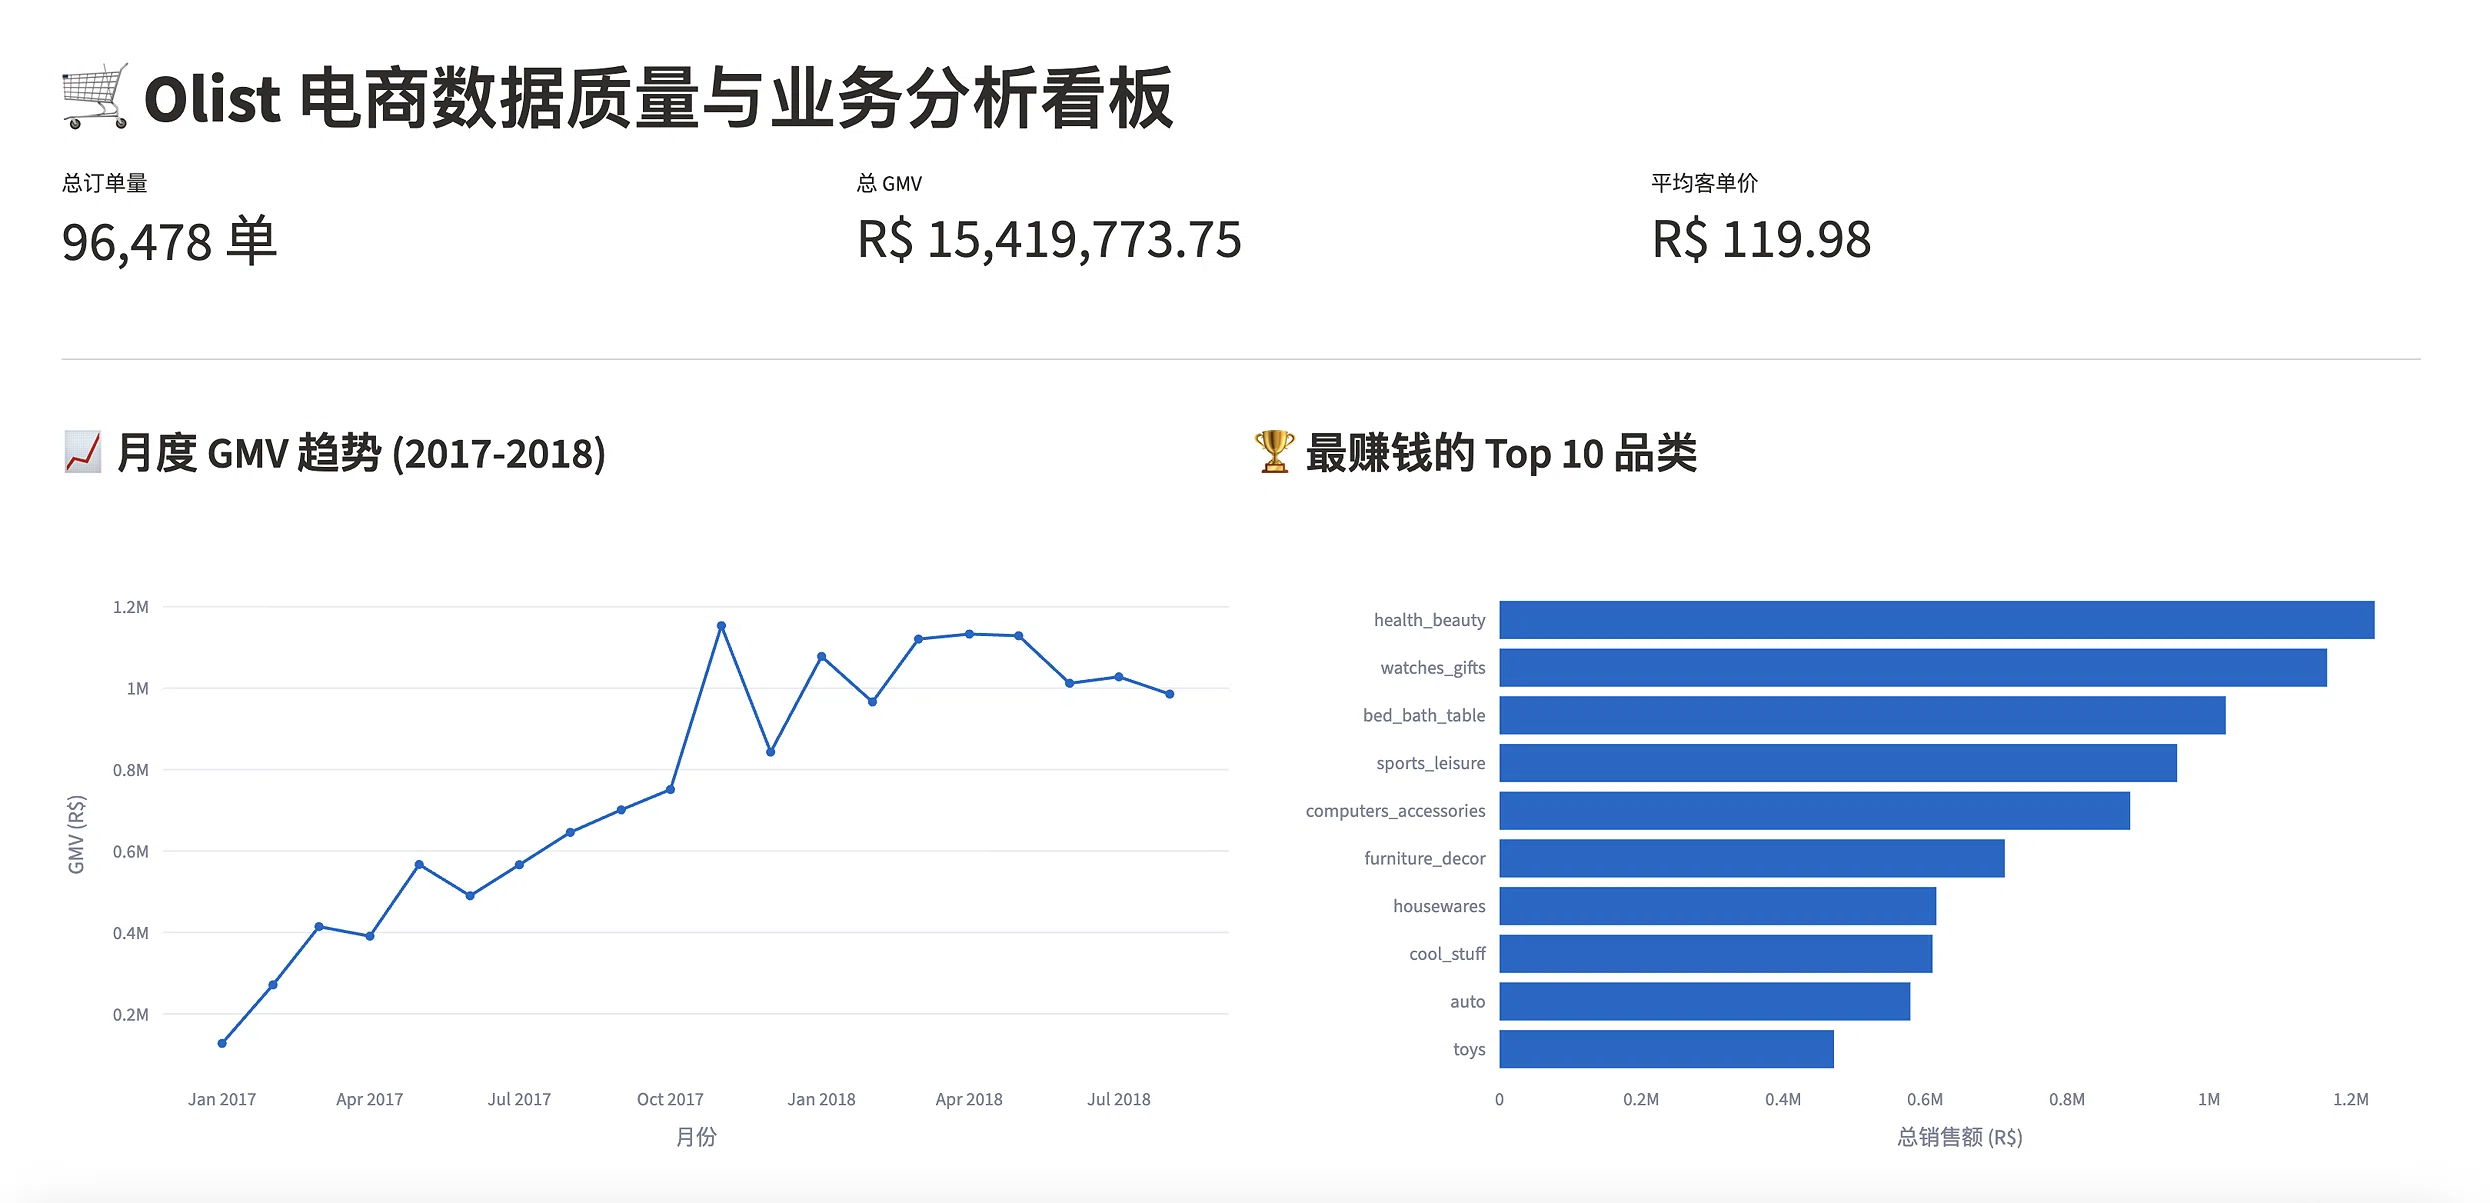 Olist 电商数据质量与业务分析看板
总订单量
96,478 单
总 GMV
R$ 15,419,773.75
平均客单价
R$ 119.98
月度 GMV 趋势 (2017-2018)
1.2M
1M
0.8M
0.6M
0.4M
0.2M
GMV (R$)
Jan 2017
Apr 2017
Jul 2017
Oct 2017
Jan 2018
Apr 2018
Jul 2018
月份
最赚钱的 Top 10 品类
health_beauty
watches_gifts
bed_bath_table
sports_leisure
computers_accessories
furniture_decor
housewares
cool_stuff
auto
toys
0
0.2M
0.4M
0.6M
0.8M
1M
1.2M
总销售额 (R$)